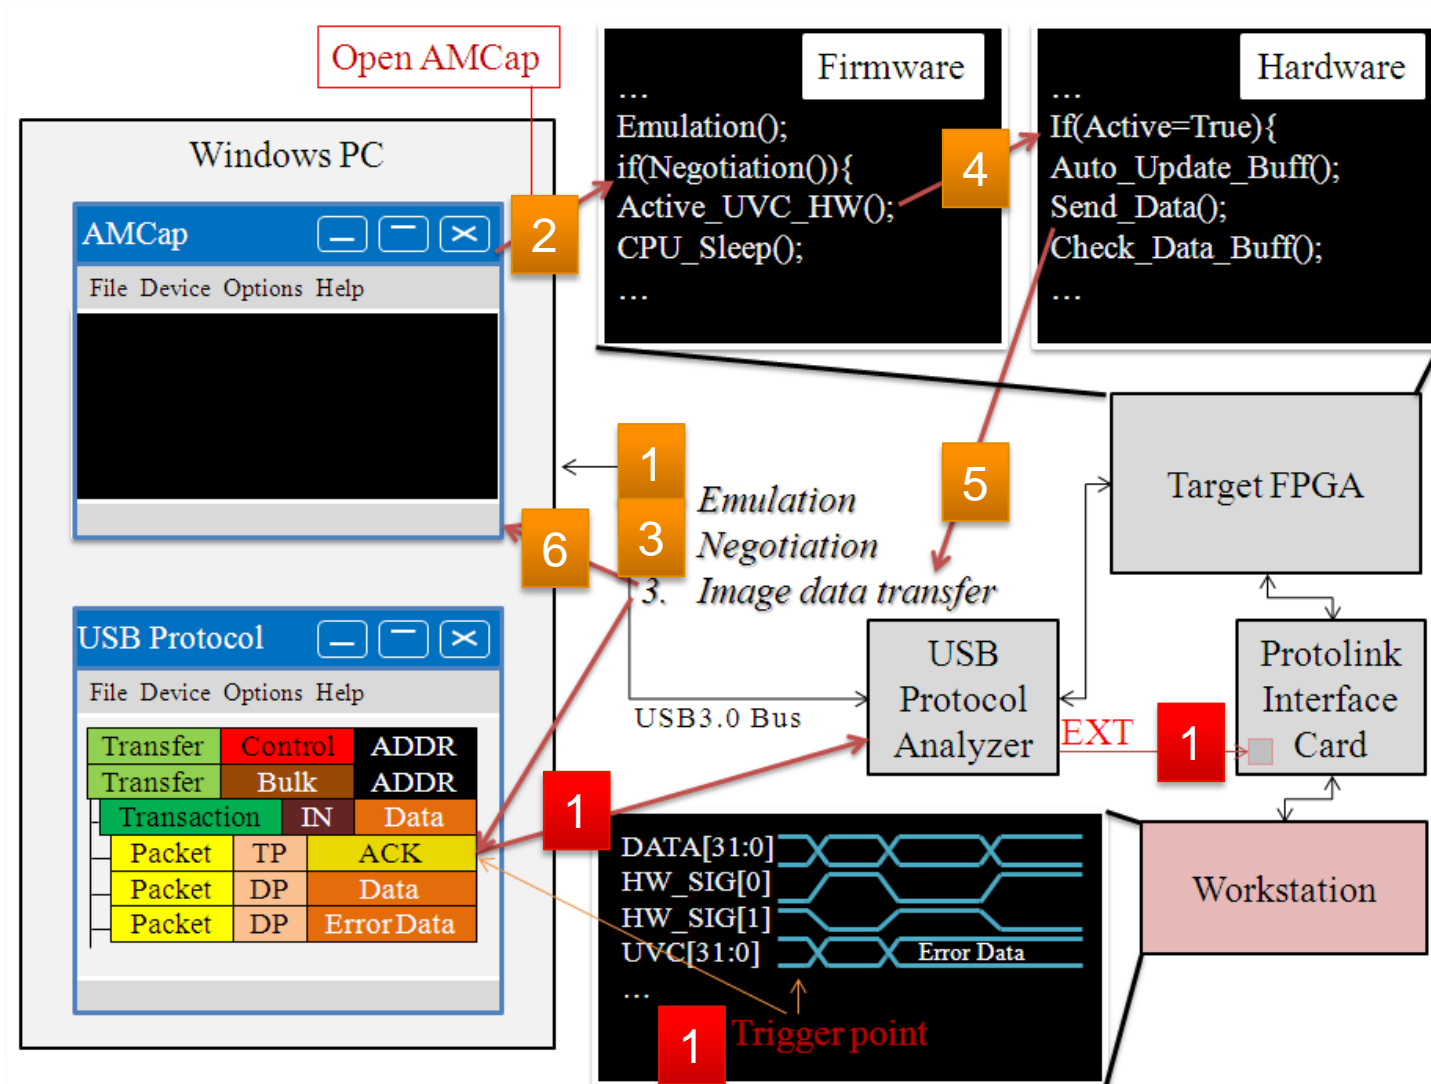 Open AMCap
Firmware
...
Emulation();
if(Negotiation()){
Active_UVC_HW();
CPU_Sleep();
...
Hardware
...
If(Active=True){
Auto_Update_Buff();
Send_Data();
Check_Data_Buff();
...
4
Windows PC
AMCap
File Device Options Help
2
1
3
Emulation
Negotiation
3. Image data transfer
5
6
Target FPGA
USB Protocol
File Device Options Help
Transfer Control ADDR
Transfer Bulk ADDR
Transaction IN Data
Packet TP ACK
Packet DP Data
Packet DP Error Data
USB3.0 Bus
USB
Protocol
Analyzer
EXT
1
Protolink
Interface
Card
1
DATA[31:0]
HW_SIG[0]
HW_SIG[1]
UVC[31:0] Error Data
...
1 Trigger point
Workstation